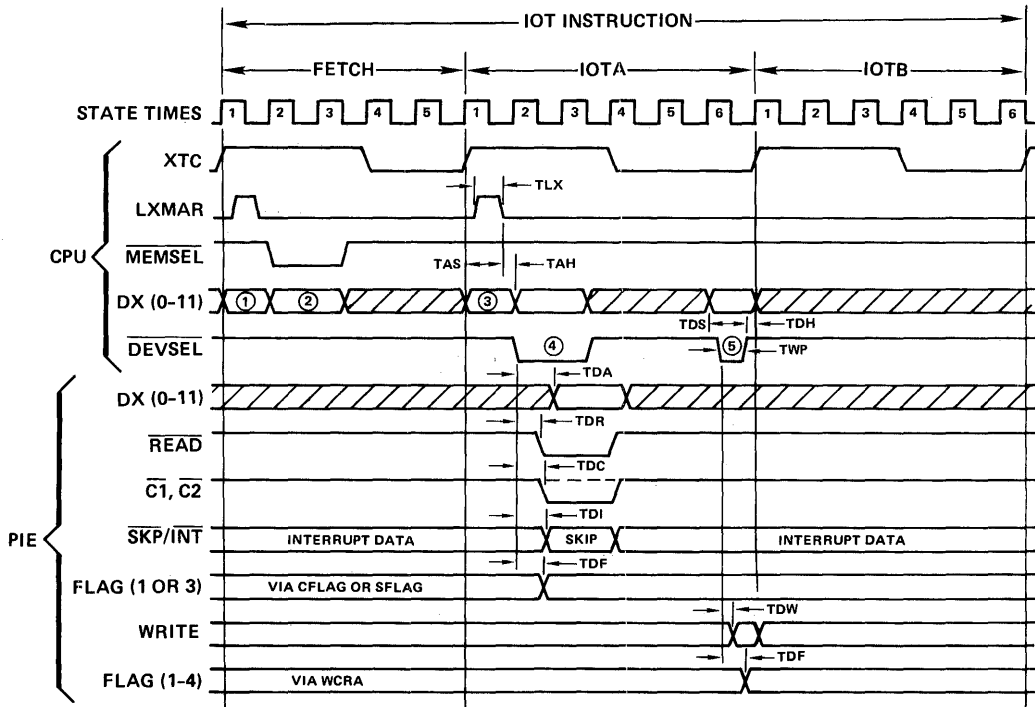 IOT INSTRUCTION
FETCH IOTA IOTB
STATE TIMES 1 2 3 4 5 1 2 3 4 5 6 1 2 3 4 5 6
XTC
TLX
LXMAR
CPU
MEMSEL
TAS TAH
DX (0-11) ① ② ③
TDS TDH
DEVSEL ④ ⑤ TWP
TDA
DX (0-11)
TDR
READ
TDC
C1, C2
TDI
PIE
SKP/INT INTERRUPT DATA SKIP INTERRUPT DATA
TDF
FLAG (1 OR 3) VIA CFLAG OR SFLAG
TDW
WRITE
TDF
FLAG (1-4) VIA WCRA